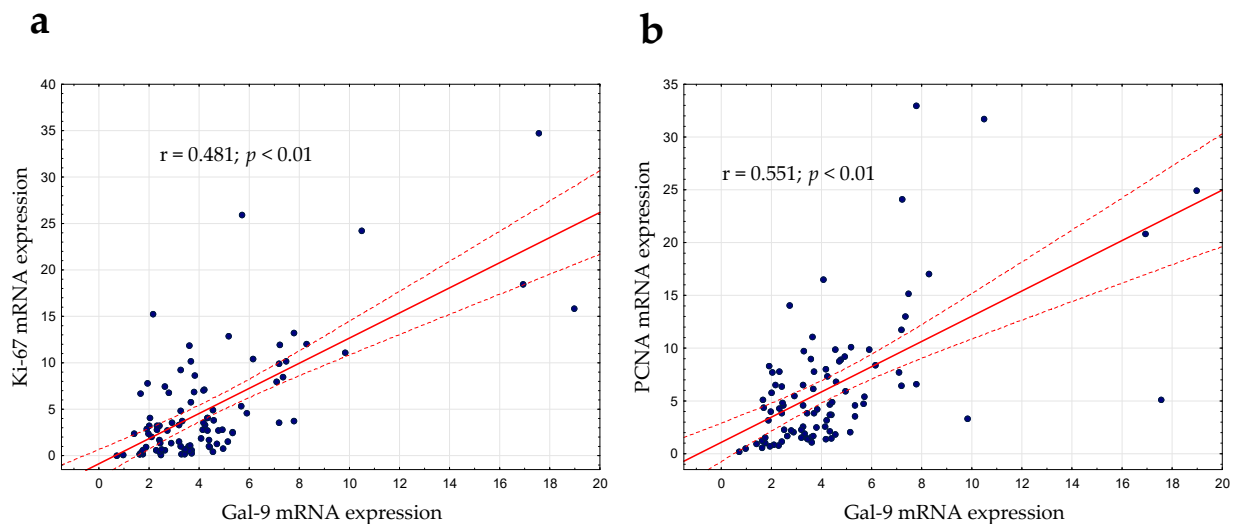 a
b
40
35
30
25
20
15
10
5
0
Ki-67 mRNA expression
r = 0.481; p < 0.01
0 2 4 6 8 10 12 14 16 18 20
Gal-9 mRNA expression
35
30
25
20
15
10
5
0
PCNA mRNA expression
r = 0.551; p < 0.01
0 2 4 6 8 10 12 14 16 18 20
Gal-9 mRNA expression